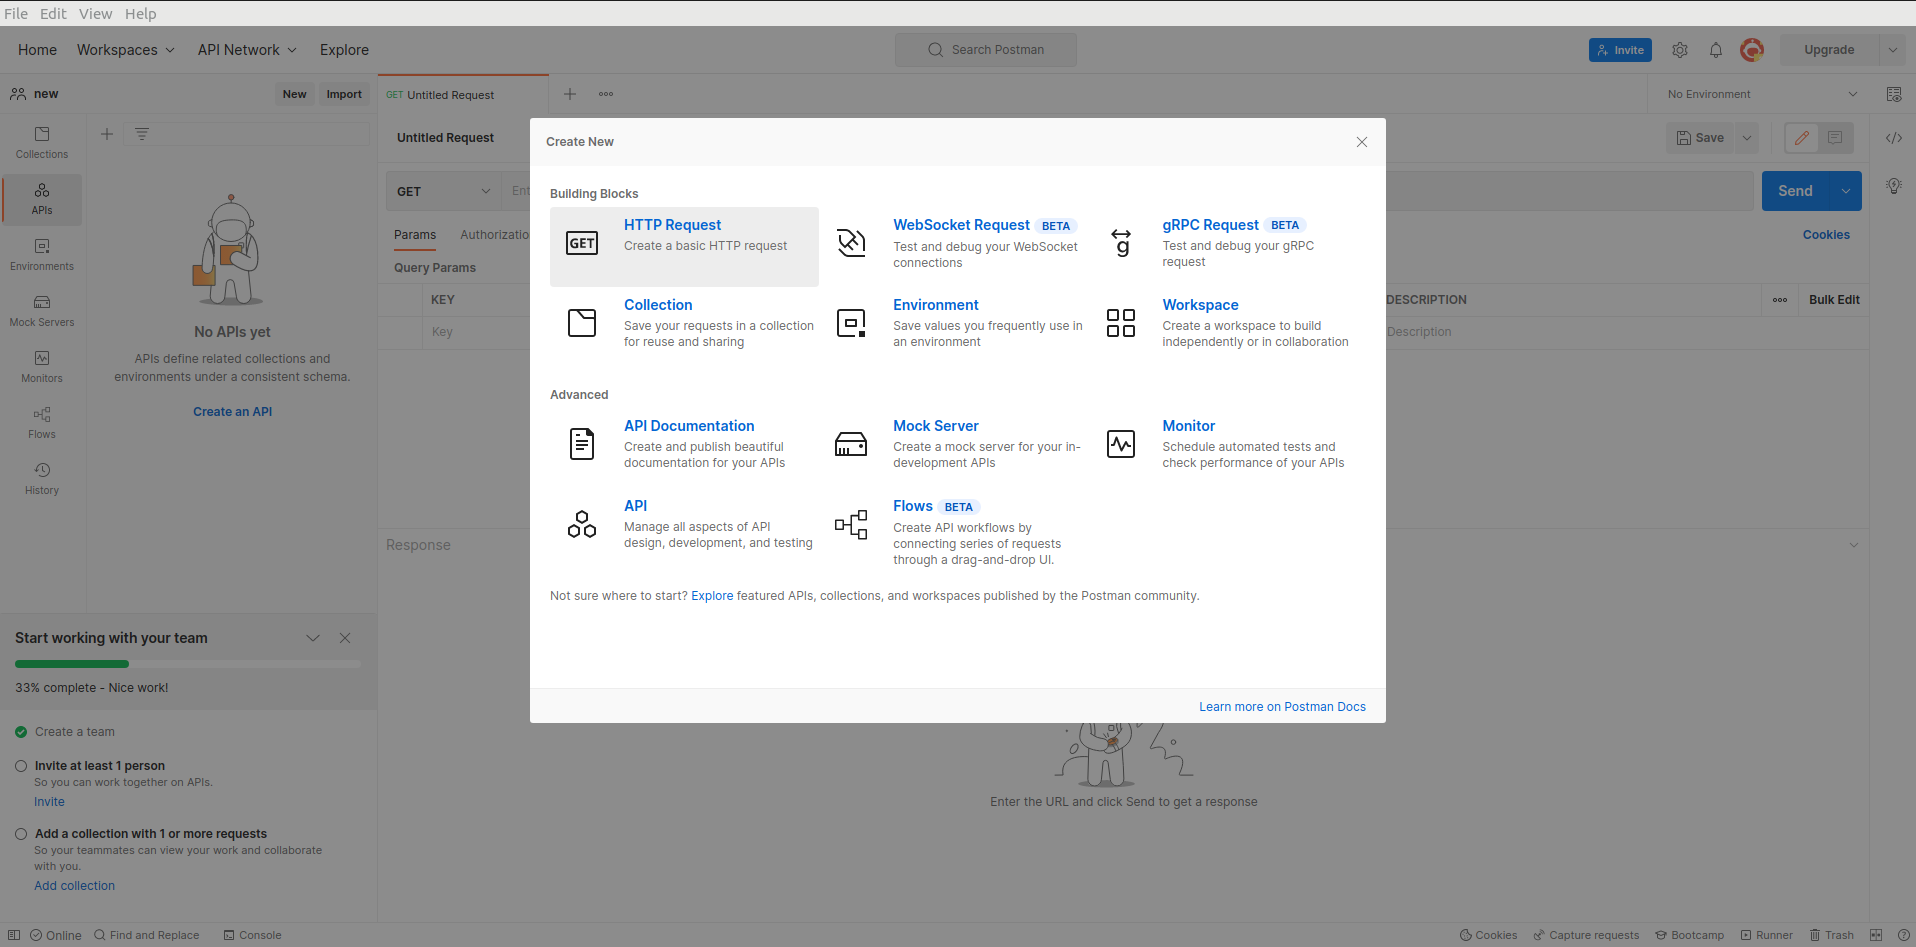 File Edit View Help
Home Workspaces API Network Explore Search Postman Invite Upgrade
new New Import GET Untitled Request No Environment
Collections
APIs
Environments
Mock Servers
Monitors
Flows
History
No APIs yet
APIs define related collections and
environments under a consistent schema.
Create an API
Untitled Request Save
GET Ent Send
Params Authorizatio Cookies
Query Params
KEY DESCRIPTION Bulk Edit
Key Description
Response
Create New
Building Blocks
HTTP Request
Create a basic HTTP request
GET
WebSocket Request BETA
Test and debug your WebSocket
connections
gRPC Request BETA
Test and debug your gRPC
request
g
Collection
Save your requests in a collection
for reuse and sharing
Environment
Save values you frequently use in
an environment
Workspace
Create a workspace to build
independently or in collaboration
Advanced
API Documentation
Create and publish beautiful
documentation for your APIs
Mock Server
Create a mock server for your in-
development APIs
Monitor
Schedule automated tests and
check performance of your APIs
API
Manage all aspects of API
design, development, and testing
Flows BETA
Create API workflows by
connecting series of requests
through a drag-and-drop UI.
Not sure where to start? Explore featured APIs, collections, and workspaces published by the Postman community.
Learn more on Postman Docs
Enter the URL and click Send to get a response
Start working with your team
33% complete - Nice work!
Create a team
Invite at least 1 person
So you can work together on APIs.
Invite
Add a collection with 1 or more requests
So your teammates can view your work and collaborate
with you.
Add collection
Online Find and Replace Console Cookies Capture requests Bootcamp Runner Trash